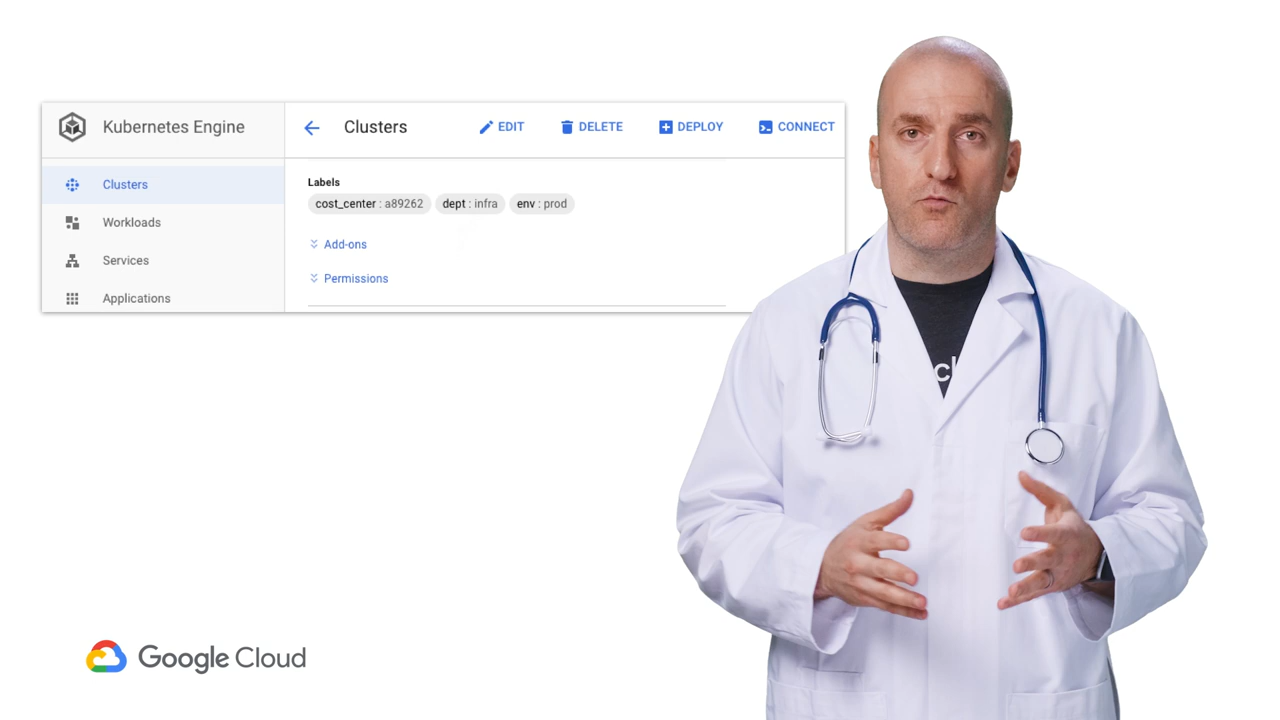 Kubernetes Engine
Clusters
EDIT
DELETE
DEPLOY
CONNECT
Clusters
Workloads
Services
Applications
Labels
cost_center : a89262
dept : infra
env : prod
Add-ons
Permissions
Google Cloud